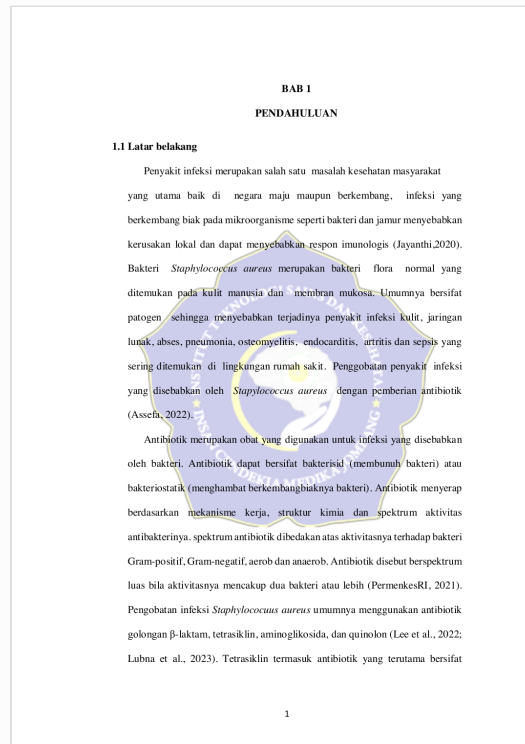 BAB 1
PENDAHULUAN
1.1 Latar belakang
Penyakit infeksi merupakan salah satu masalah kesehatan masyarakat
yang utama baik di negara maju maupun berkembang, infeksi yang
berkembang biak pada mikroorganisme seperti bakteri dan jamur menyebabkan
kerusakan lokal dan dapat menyebabkan respon imunologis (Jayanthi,2020).
Bakteri Staphylococcus aureus merupakan bakteri flora normal yang
ditemukan pada kulit manusia dan membran mukosa. Umumnya bersifat
patogen sehingga menyebabkan terjadinya penyakit infeksi kulit, jaringan
lunak, abses, pneumonia, osteomyelitis, endocarditis, artritis dan sepsis yang
sering ditemukan di lingkungan rumah sakit. Penggobatan penyakit infeksi
yang disebabkan oleh Stapylococcus aureus dengan pemberian antibiotik
(Assefa, 2022).
Antibiotik merupakan obat yang digunakan untuk infeksi yang disebabkan
oleh bakteri. Antibiotik dapat bersifat bakterisid (membunuh bakteri) atau
bakteriostatik (menghambat berkembangbiaknya bakteri). Antibiotik menyerap
berdasarkan mekanisme kerja, struktur kimia dan spektrum aktivitas
antibakterinya. spektrum antibiotik dibedakan atas aktivitasnya terhadap bakteri
Gram-positif, Gram-negatif, aerob dan anaerob. Antibiotik disebut berspektrum
luas bila aktivitasnya mencakup dua bakteri atau lebih (PermenkesRI, 2021).
Pengobatan infeksi Staphylococuus aureus umumnya menggunakan antibiotik
golongan β-laktam, tetrasiklin, aminoglikosida, dan quinolon (Lee et al., 2022;
Lubna et al., 2023). Tetrasiklin termasuk antibiotik yang terutama bersifat
1
INSTITUT TEKNOLOGI SAINS DAN KESEHATAN
INSAN CENDEKIA MEDIKA JOMBANG